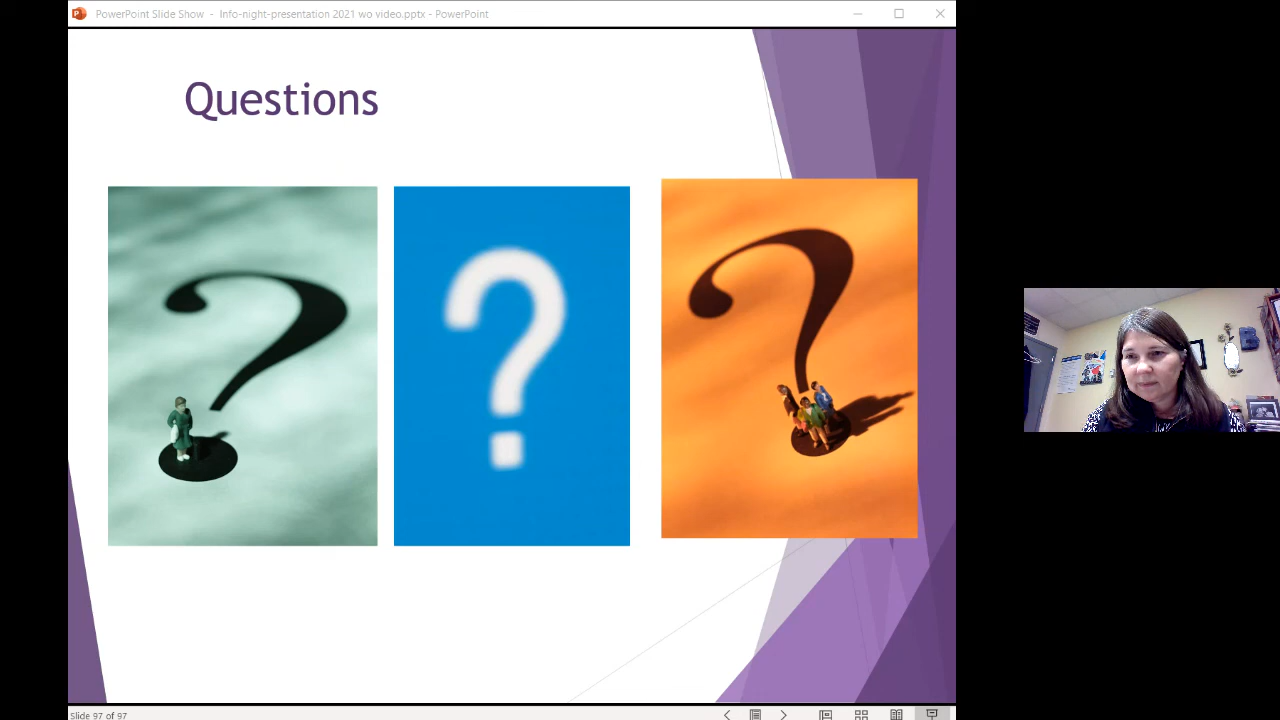 PowerPoint Slide Show - Info-night-presentation 2021 wo video.pptx - PowerPoint
Questions
?
?
?
Slide 97 of 97